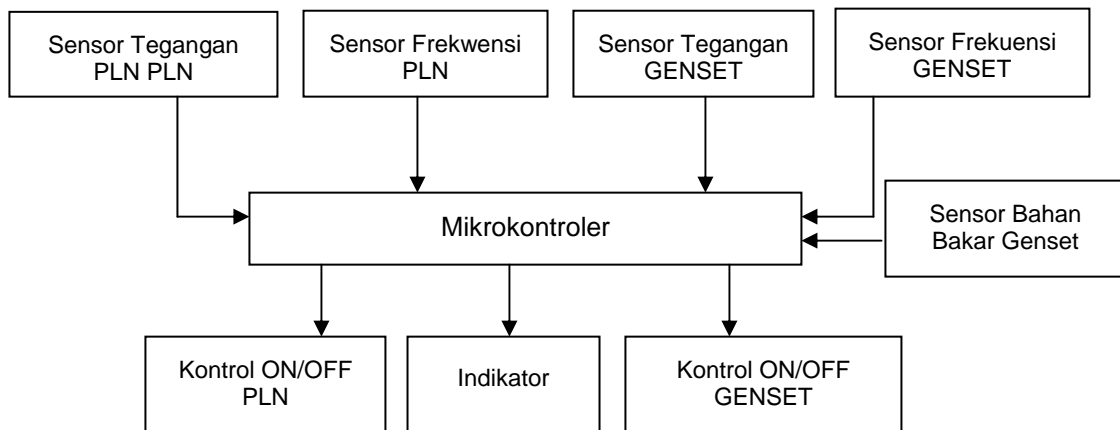 Sensor Tegangan
PLN PLN
Sensor Frekwensi
PLN
Sensor Tegangan
GENSET
Sensor Frekuensi
GENSET
Mikrokontroler
Sensor Bahan
Bakar Genset
Kontrol ON/OFF
PLN
Indikator
Kontrol ON/OFF
GENSET